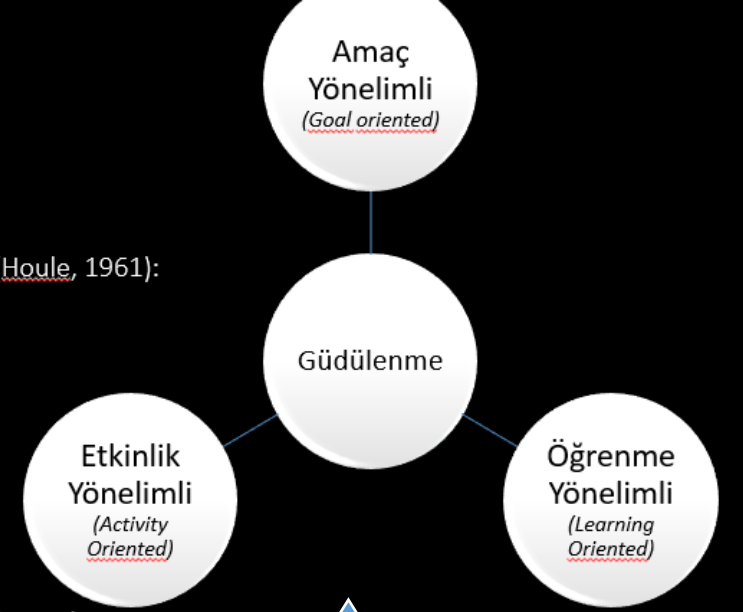 Amaç
Yönelimli
(Goal oriented)
Houle, 1961):
Güdülenme
Etkinlik
Yönelimli
(Activity
Oriented)
Öğrenme
Yönelimli
(Learning
Oriented)